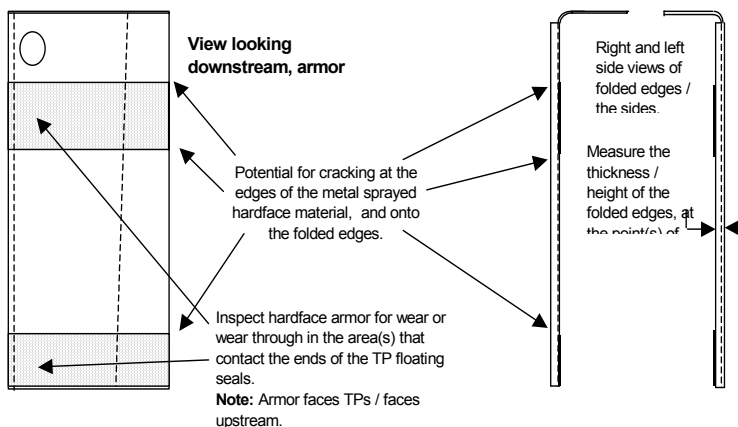 View looking
downstream, armor
Right and left
side views of
folded edges /
the sides.
Potential for cracking at the
edges of the metal sprayed
hardface material, and onto
the folded edges.
Measure the
thickness /
height of the
folded edges, at
the point(s) of
Inspect hardface armor for wear or
wear through in the area(s) that
contact the ends of the TP floating
seals.
Note: Armor faces TPs / faces
upstream.